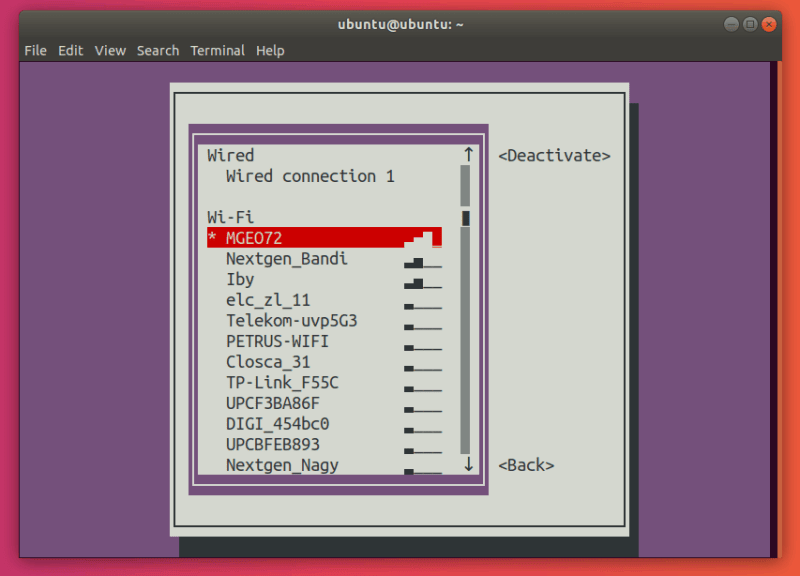 ubuntu@ubuntu: ~
File Edit View Search Terminal Help
Wired ↑ <Deactivate>
Wired connection 1
Wi-Fi
* MGEO72
Nextgen_Bandi
Iby
elc_zl_11
Telekom-uvp5G3
PETRUS-WIFI
Closca_31
TP-Link_F55C
UPCF3BA86F
DIGI_454bc0
UPCBFEB893
Nextgen_Nagy ↓ <Back>